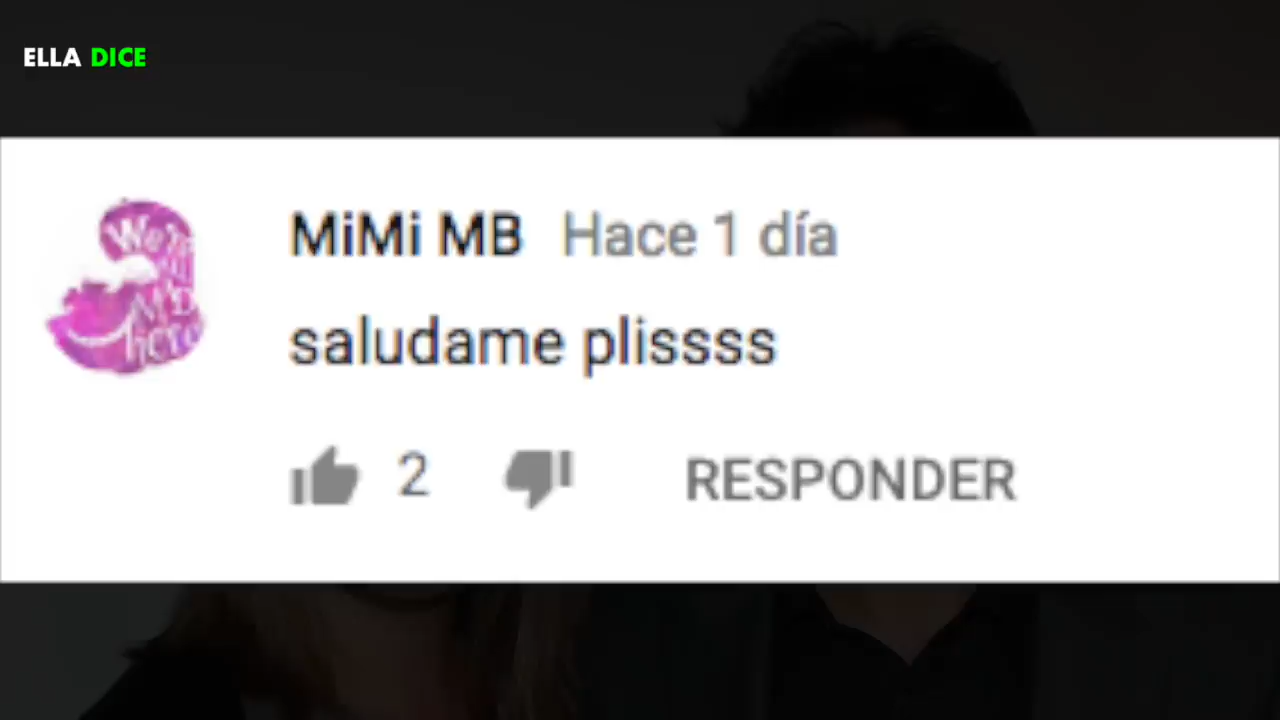 ELLA DICE
MiMi MB Hace 1 día
saludame plissss
2 RESPONDER